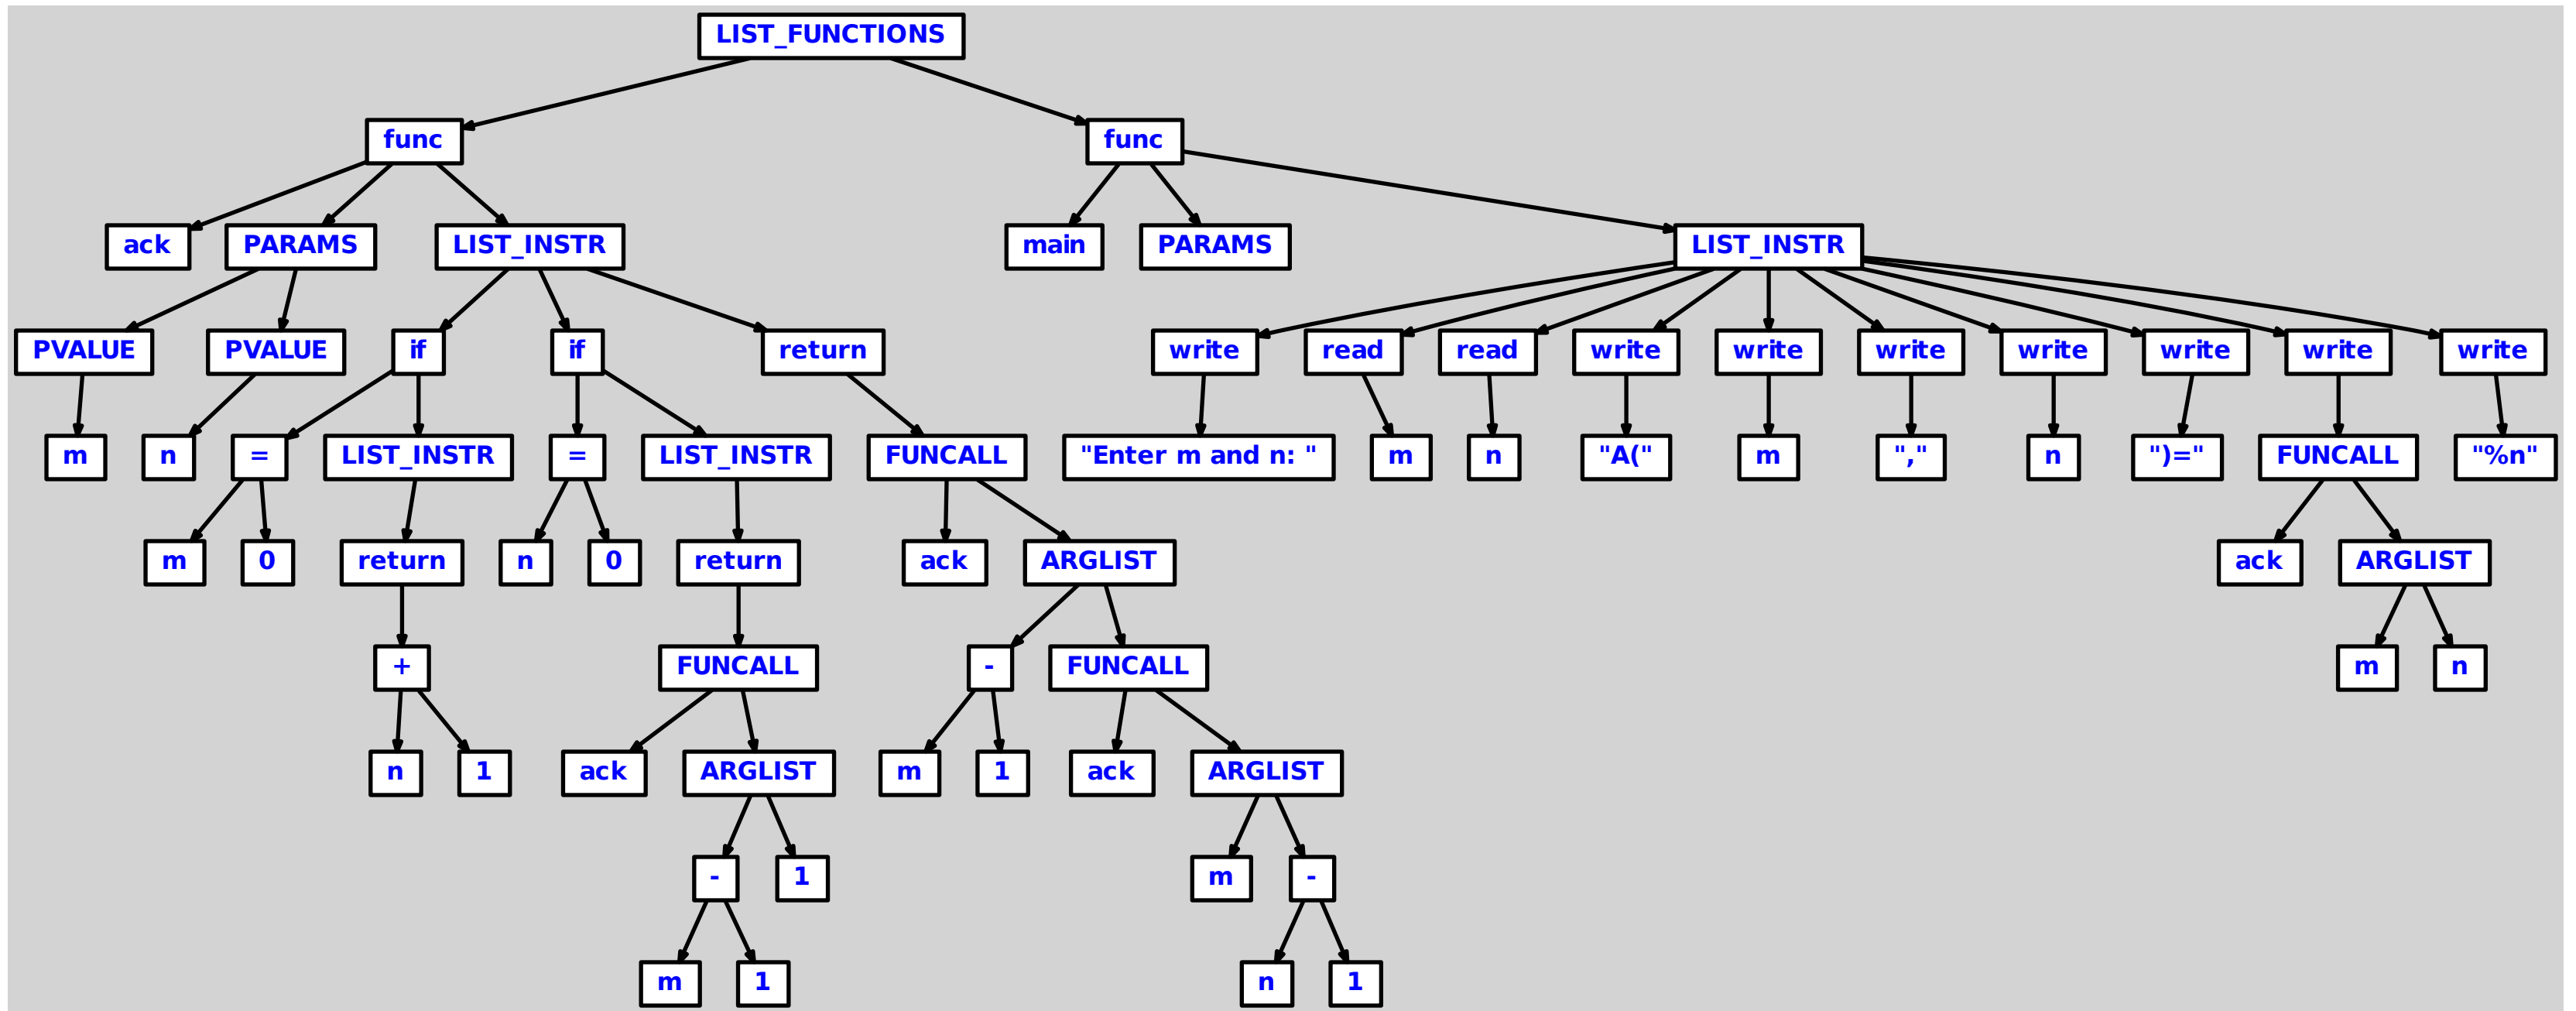 LIST_FUNCTIONS
func func
ack PARAMS LIST_INSTR main PARAMS LIST_INSTR
PVALUE PVALUE if if return write read read write write write write write write write
m n = LIST_INSTR = LIST_INSTR FUNCALL "Enter m and n: " m n "A(" m "," n ")=" FUNCALL "%n"
m 0 return n 0 return ack ARGLIST ack ARGLIST
+ FUNCALL - FUNCALL m n
n 1 ack ARGLIST m 1 ack ARGLIST
- 1 m -
m 1 n 1